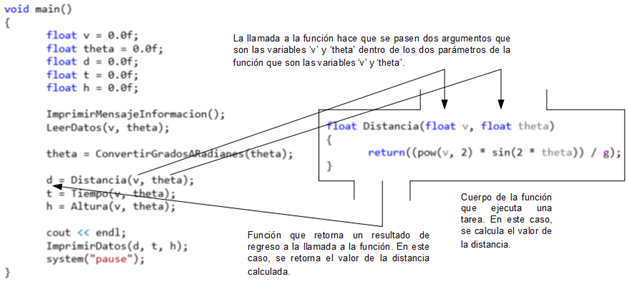 void main()
{
float v = 0.0f;
float theta = 0.0f;
float d = 0.0f;
float t = 0.0f;
float h = 0.0f;
ImprimirMensajeInformacion();
LeerDatos(v, theta);
theta = ConvertirGradosARadianes(theta);
d = Distancia(v, theta);
t = Tiempo(v, theta);
h = Altura(v, theta);
cout << endl;
ImprimirDatos(d, t, h);
system("pause");
}
La llamada a la función hace que se pasen dos argumentos que
son las variables 'v' y 'theta' dentro de los dos parámetros de la
función que son las variables 'v' y 'theta'.
float Distancia(float v, float theta)
{
return((pow(v, 2) * sin(2 * theta)) / g);
}
Función que retorna un resultado de
regreso a la llamada a la función. En este
caso, se retorna el valor de la distancia
calculada.
Cuerpo de la función
que ejecuta una
tarea. En este caso,
se calcula el valor de
la distancia.